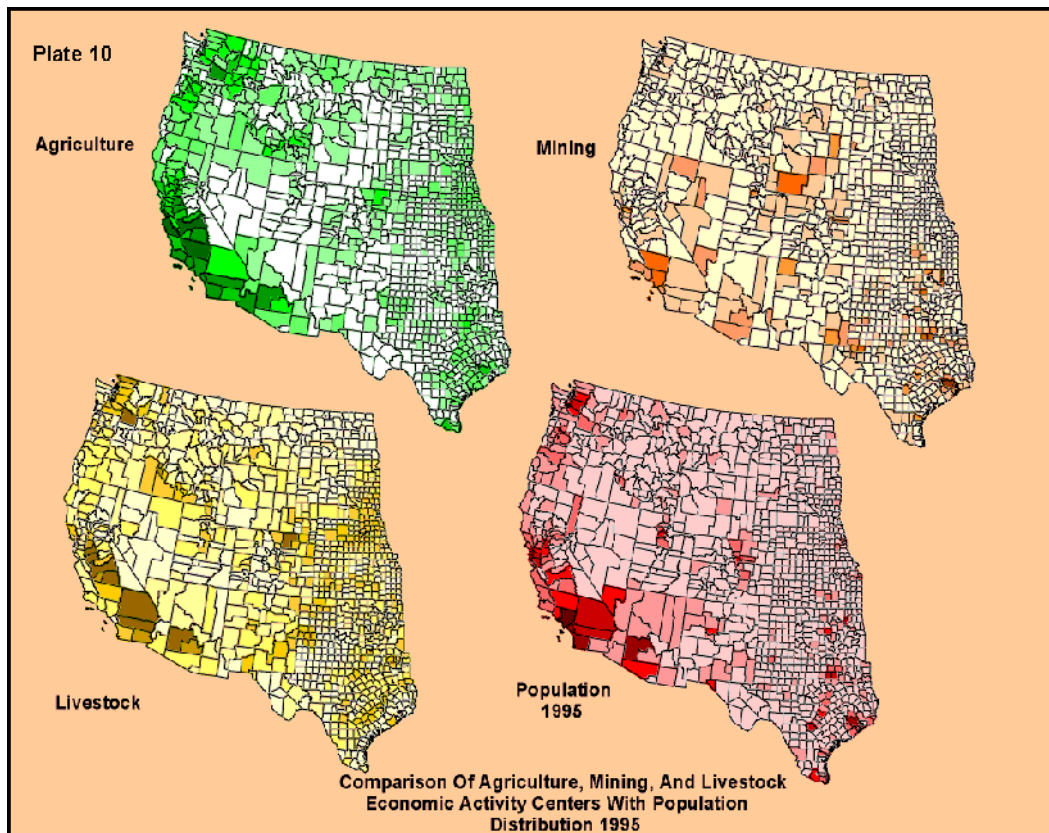 Plate 10
Agriculture
Mining
Livestock
Population
1995
Comparison Of Agriculture, Mining, And Livestock
Economic Activity Centers With Population
Distribution 1995